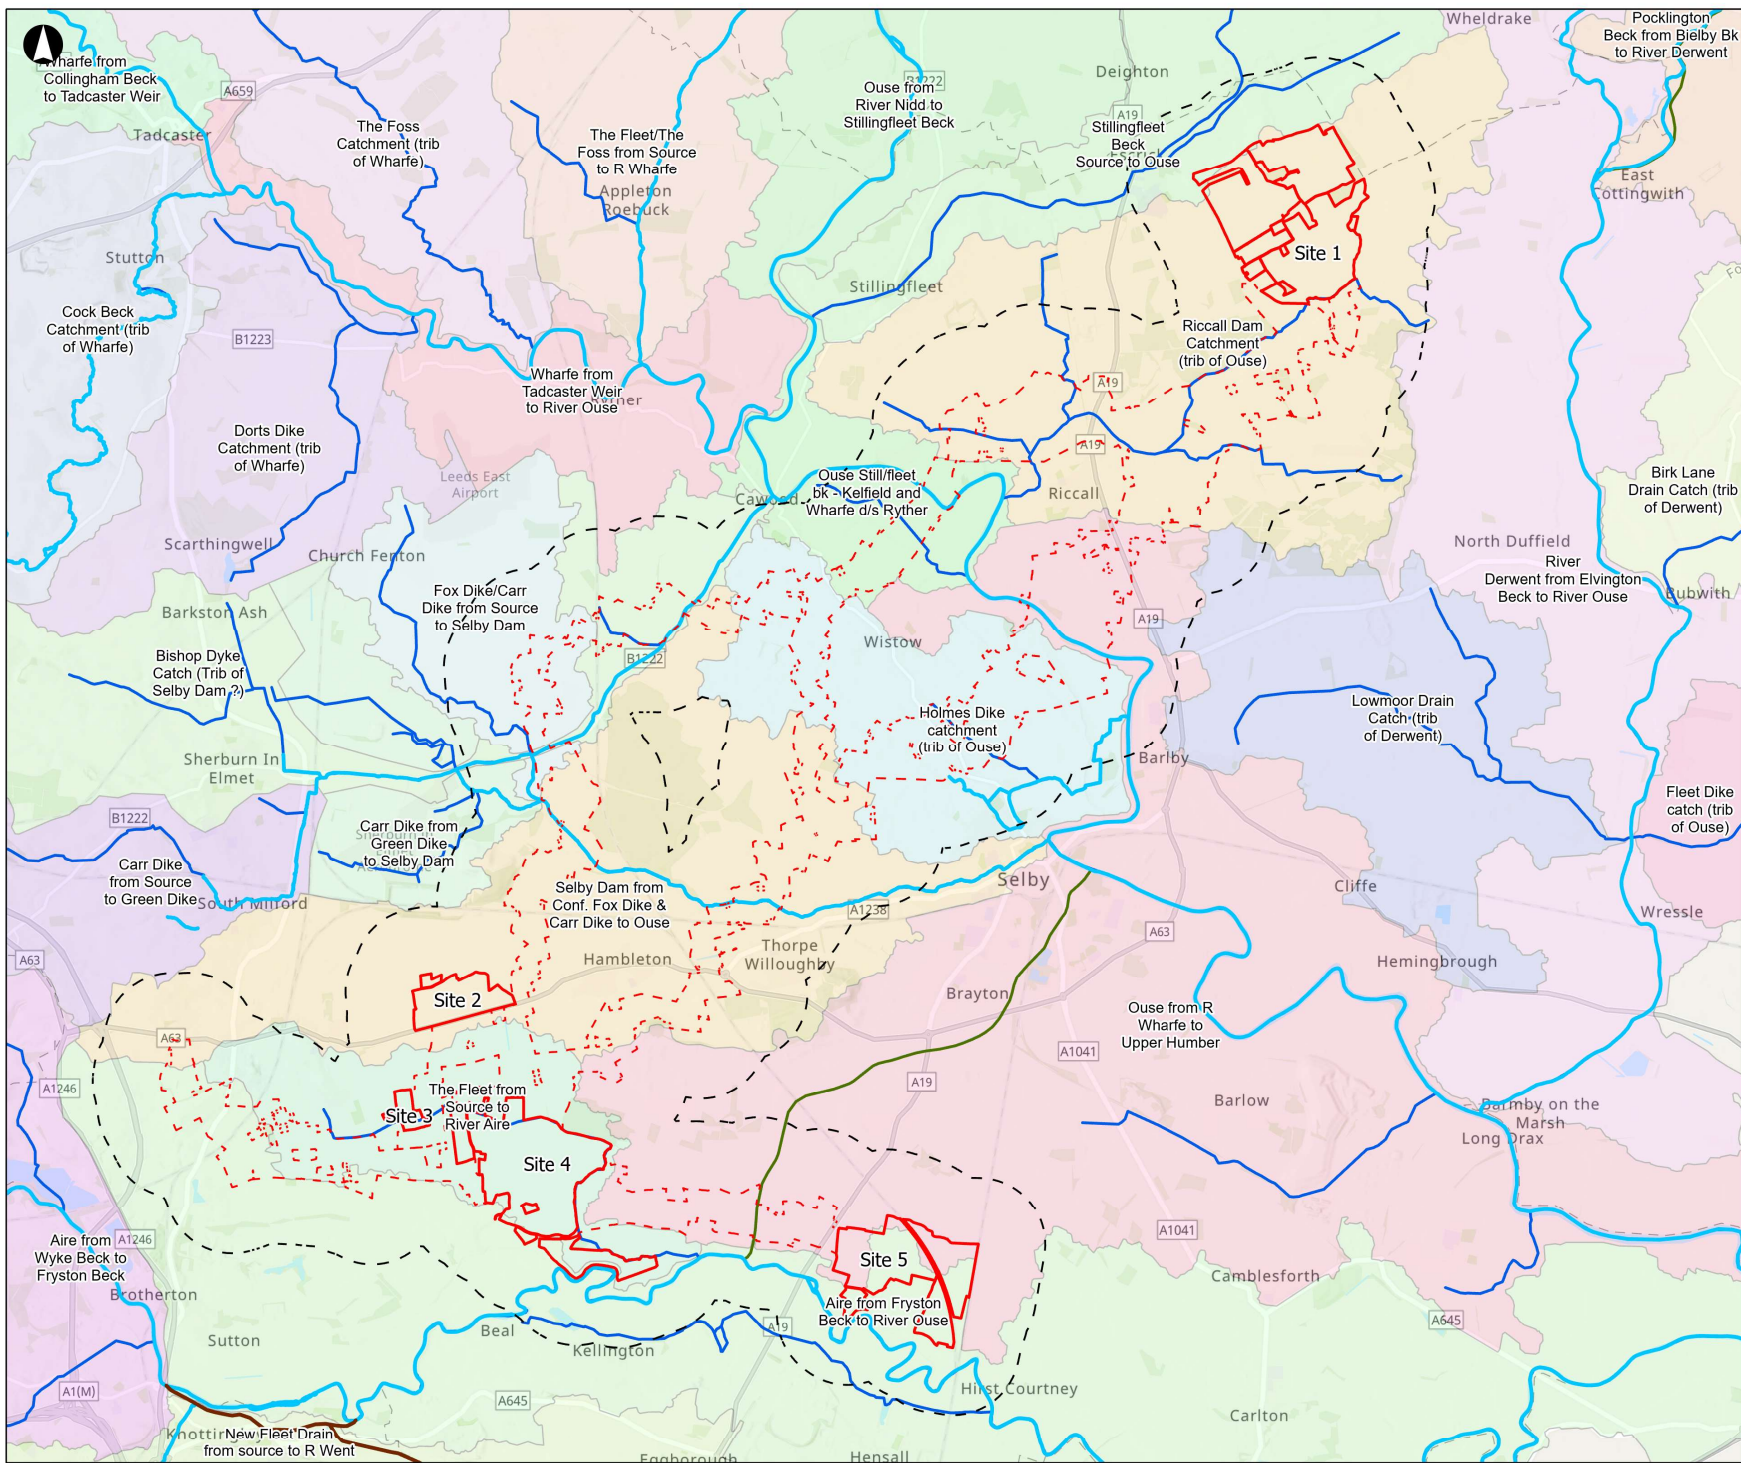 Wheldrake
Pocklington
Beck from Bielby Bk
to River Derwent
Wharfe from
Collingham Beck
to Tadcaster Weir
A659
Tadcaster
The Foss
Catchment (trib
of Wharfe)
The Fleet/The
Foss from Source
to R Wharfe
Appleton
Roebuck
B1222
Ouse from
River Nidd to
Stillingfleet Beck
Deighton
A19
Stillingfleet
Beck
Source to Ouse
East
Cottingwith
Site 1
Stutton
Stillingfleet
Cock Beck
Catchment (trib
of Wharfe)
B1223
Riccall Dam
Catchment
(trib of Ouse)
Wharfe from
Tadcaster Weir
to River Ouse
A19
Dorts Dike
Catchment (trib
of Wharfe)
A19
Leeds East
Airport
Cawood
Ouse Still/fleet
bk - Kelfield and
Wharfe d/s Ryther
Riccall
Birk Lane
Drain Catch (trib
of Derwent)
Scarthingwell
Church Fenton
North Duffield
River
Derwent from Elvington
Beck to River Ouse
Bubwith
Barkston Ash
Fox Dike/Carr
Dike from Source
to Selby Dam
A19
Wistow
B1222
Bishop Dyke
Catch (Trib of
Selby Dam ?)
Holmes Dike
catchment
(trib of Ouse)
Lowmoor Drain
Catch (trib
of Derwent)
Sherburn In
Elmet
Barlby
Fleet Dike
catch (trib
of Ouse)
B1222
Carr Dike from
Green Dike
to Selby Dam
Carr Dike
from Source
to Green Dike
South Milford
Selby Dam from
Conf. Fox Dike &
Carr Dike to Ouse
Selby
Cliffe
A1238
Wressle
A63
A63
Hambleton
Thorpe
Willoughby
Hemingbrough
Site 2
Brayton
Ouse from R
Wharfe to
Upper Humber
A63
A1041
A1246
A19
The Fleet from
Source to
River Aire
Site 3
Barlow
Barmby on the
Marsh
Long Drax
Site 4
A1246
Aire from
Wyke Beck to
Fryston Beck
A1041
Site 5
Camblesforth
Brotherton
Aire from Fryston
Beck to River Ouse
Sutton
Beal
Kellington
A19
A645
A1(M)
A645
Hirst Courtney
Carlton
New Fleet Drain
from source to R Went
Eggborough
Hensall